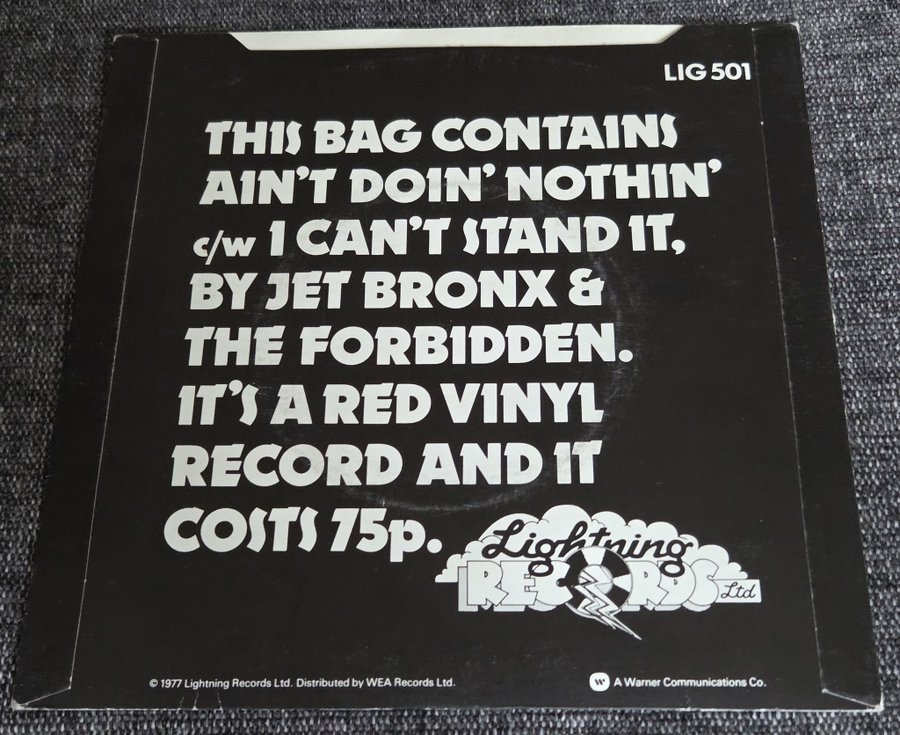 LIG 501
THIS BAG CONTAINS
AIN'T DOIN' NOTHIN'
c/w I CAN'T STAND IT,
BY JET BRONX &
THE FORBIDDEN.
IT'S A RED VINYL
RECORD AND IT
COSTS 75p.
Lightning
RECORDS Ltd
© 1977 Lightning Records Ltd. Distributed by WEA Records Ltd.
W A Warner Communications Co.